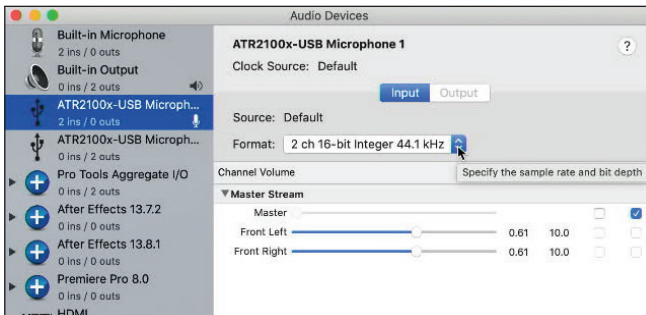 Audio Devices
Built-in Microphone
2 ins / 0 outs
Built-in Output
0 ins / 2 outs
ATR2100x-USB Microph...
2 ins / 0 outs
ATR2100x-USB Microph...
0 ins / 2 outs
Pro Tools Aggregate I/O
0 ins / 2 outs
After Effects 13.7.2
0 ins / 0 outs
After Effects 13.8.1
0 ins / 0 outs
Premiere Pro 8.0
0 ins / 0 outs
HDMI
ATR2100x-USB Microphone 1
?
Clock Source: Default
Input Output
Source: Default
Format: 2 ch 16-bit Integer 44.1 kHz
Channel Volume
Specify the sample rate and bit depth
Master Stream
Master
Front Left 0.61 10.0
Front Right 0.61 10.0